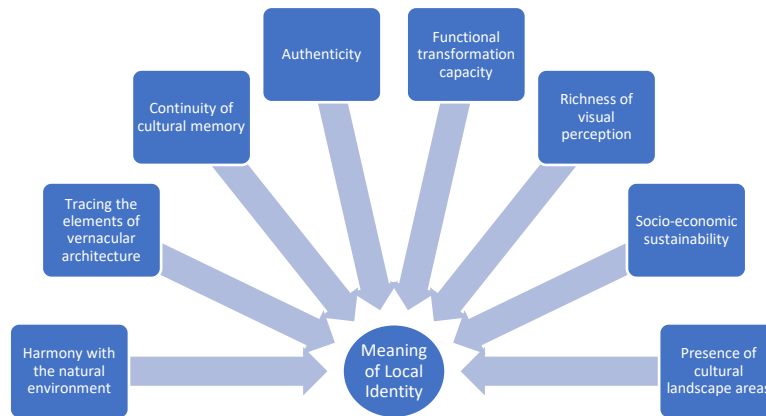 Authenticity
Functional
transformation
capacity
Continuity of
cultural memory
Richness of
visual
perception
Tracing the
elements of
vernacular
architecture
Socio-economic
sustainability
Harmony with
the natural
environment
Meaning
of Local
Identity
Presence of
cultural
landscape areas